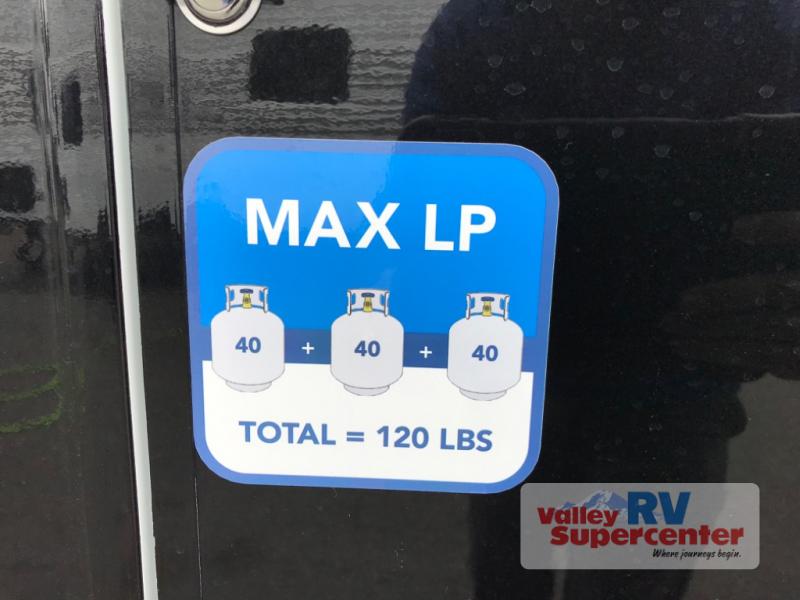 MAX LP
40 + 40 + 40
TOTAL = 120 LBS
Valley RV
Supercenter
Where journeys begin.